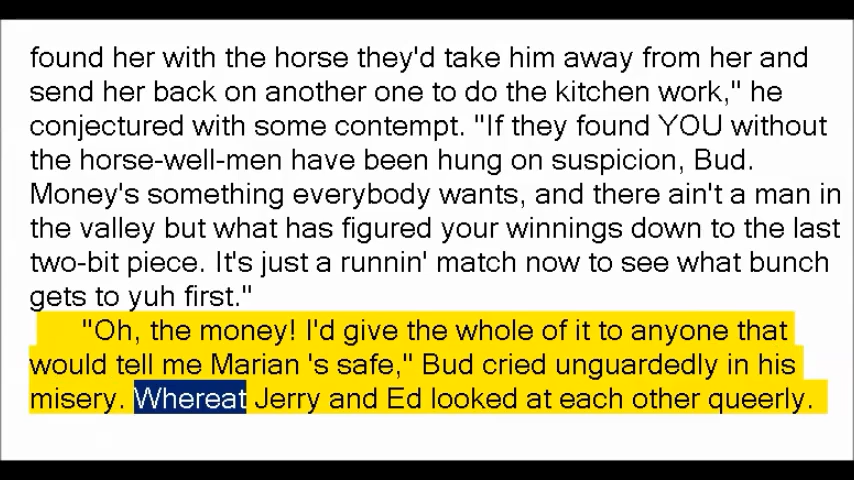 found her with the horse they'd take him away from her and
send her back on another one to do the kitchen work," he
conjectured with some contempt. "If they found YOU without
the horse-well-men have been hung on suspicion, Bud.
Money's something everybody wants, and there ain't a man in
the valley but what has figured your winnings down to the last
two-bit piece. It's just a runnin' match now to see what bunch
gets to yuh first."
"Oh, the money! I'd give the whole of it to anyone that
would tell me Marian 's safe," Bud cried unguardedly in his
misery. Whereat Jerry and Ed looked at each other queerly.